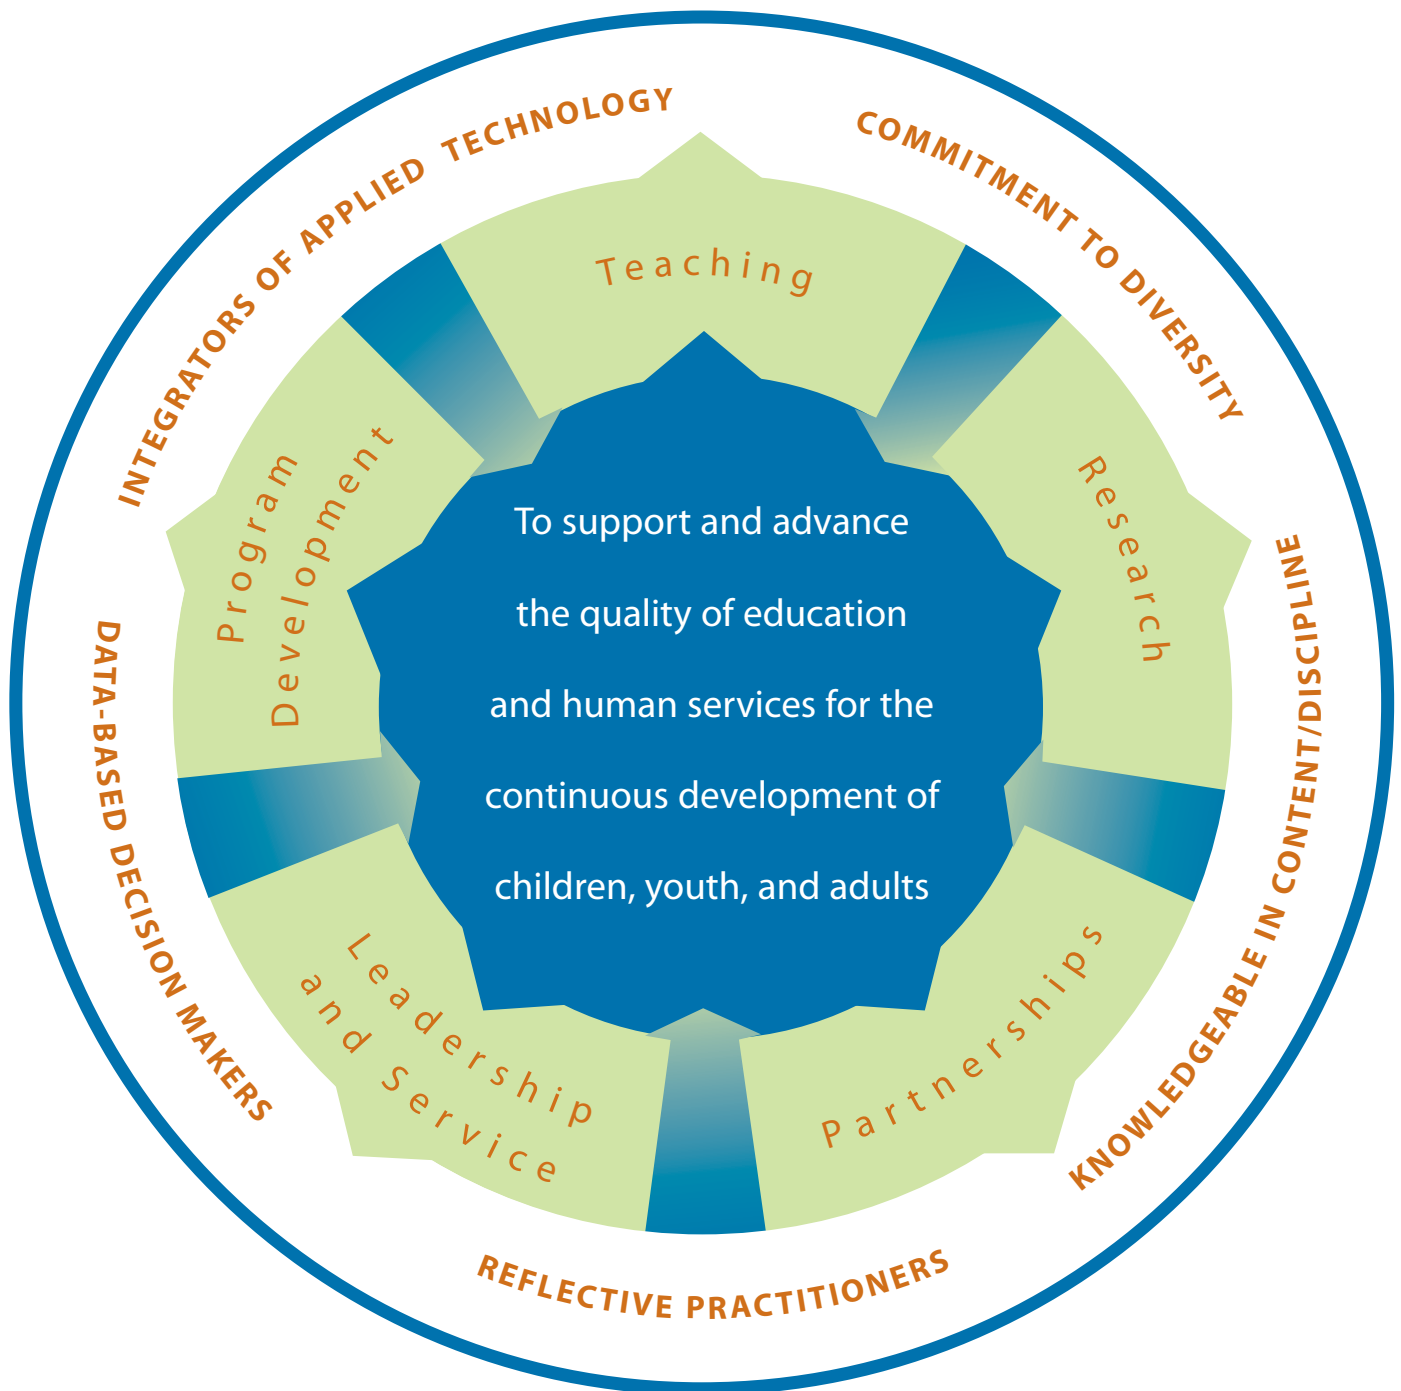 INTEGRATORS OF APPLIED TECHNOLOGY
COMMITMENT TO DIVERSITY
KNOWLEDGEABLE IN CONTENT/DISCIPLINE
REFLECTIVE PRACTITIONERS
DATA-BASED DECISION MAKERS
Teaching
Research
Partnerships
Leadership
and Service
Program
Development
To support and advance
the quality of education
and human services for the
continuous development of
children, youth, and adults